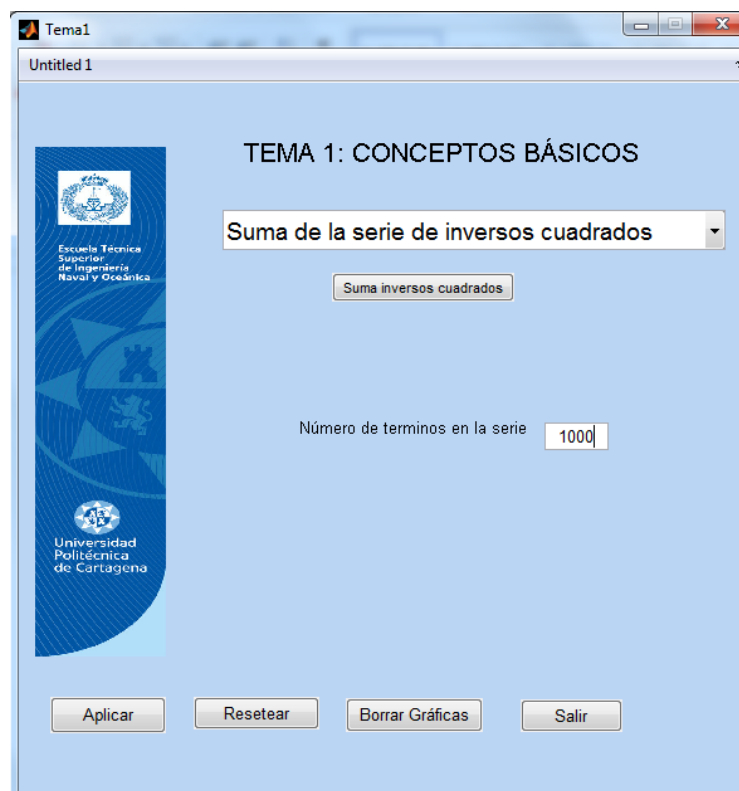 Tema1
Untitled 1
TEMA 1: CONCEPTOS BÁSICOS
Suma de la serie de inversos cuadrados
Suma inversos cuadrados
Número de terminos en la serie 1000
Escuela Técnica
Superior
de Ingeniería
Naval y Oceánica
Universidad
Politécnica
de Cartagena
Aplicar Resetear Borrar Gráficas Salir